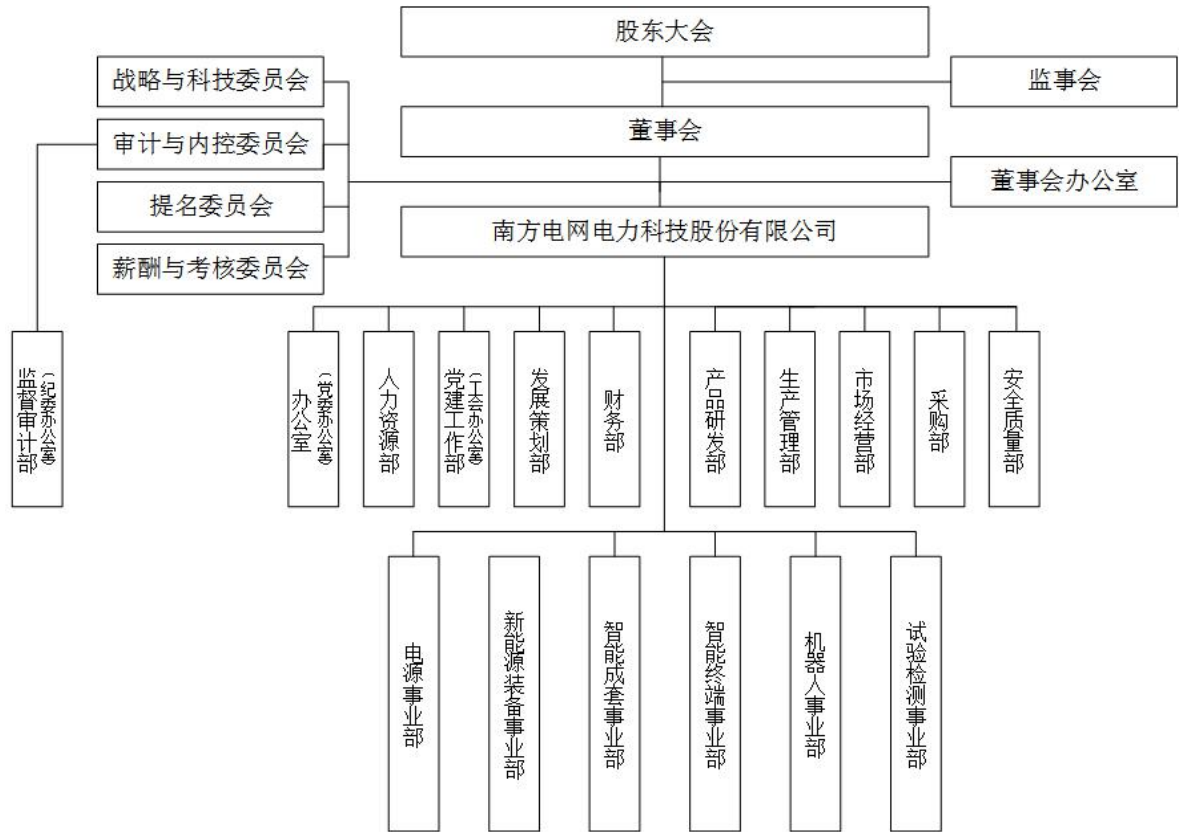 股东大会
战略与科技委员会
监事会
审计与内控委员会
董事会
提名委员会
董事会办公室
南方电网电力科技股份有限公司
薪酬与考核委员会
监督审计部
（纪委办公室）
办公室
（党委办公室）
人力资源部
党建工作部
（工会办公室）
发展策划部
财务部
产品研发部
生产管理部
市场经营部
采购部
安全质量部
电源事业部
新能源装备事业部
智能成套事业部
智能终端事业部
机器人事业部
试验检测事业部